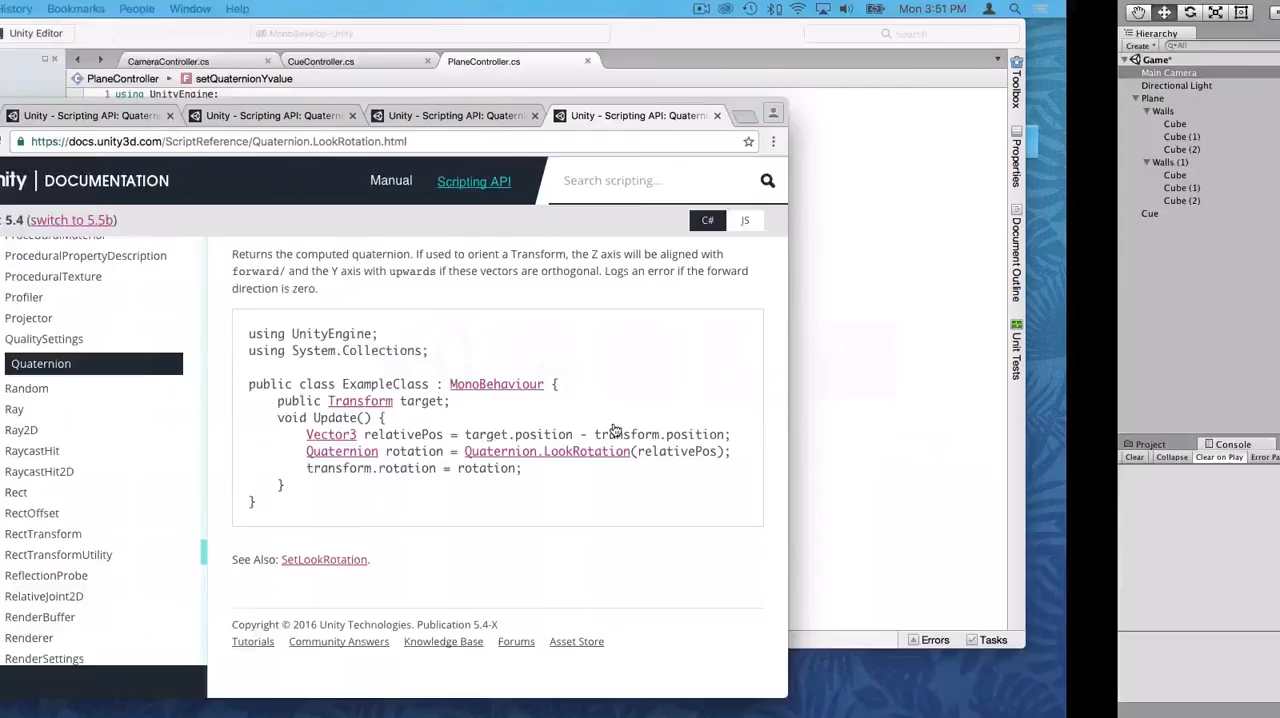 History Bookmarks People Window Help
Mon 3:51 PM
Unity Editor
MonoDevelop-Unity
Search
CameraController.cs
CueController.cs
PlaneController.cs
PlaneController
F
setQuaternionYvalue
1 using UnityEngine;
Unity - Scripting API: Quatern
Unity - Scripting API: Quatern
Unity - Scripting API: Quatern
Unity - Scripting API: Quatern
https://docs.unity3d.com/ScriptReference/Quaternion.LookRotation.html
nity | DOCUMENTATION
Manual
Scripting API
Search scripting...
: 5.4 (switch to 5.5b)
C#
JS
ProceduralMaterial
ProceduralPropertyDescription
ProceduralTexture
Profiler
Projector
QualitySettings
Quaternion
Random
Ray
Ray2D
RaycastHit
RaycastHit2D
Rect
RectOffset
RectTransform
RectTransformUtility
ReflectionProbe
RelativeJoint2D
RenderBuffer
Renderer
RenderSettings
Returns the computed quaternion. If used to orient a Transform, the Z axis will be aligned with
forward/ and the Y axis with upwards if these vectors are orthogonal. Logs an error if the forward
direction is zero.
using UnityEngine;
using System.Collections;
public class ExampleClass : MonoBehaviour {
public Transform target;
void Update() {
Vector3 relativePos = target.position - transform.position;
Quaternion rotation = Quaternion.LookRotation(relativePos);
transform.rotation = rotation;
}
}
See Also: SetLookRotation.
Copyright © 2016 Unity Technologies. Publication 5.4-X
Tutorials Community Answers Knowledge Base Forums Asset Store
Toolbox
Properties
Document Outline
Unit Tests
Errors
Tasks
Hierarchy
Create
All
Game*
Main Camera
Directional Light
Plane
Walls
Cube
Cube (1)
Cube (2)
Walls (1)
Cube
Cube (1)
Cube (2)
Cue
Project
Console
Clear Collapse Clear on Play Error Pa